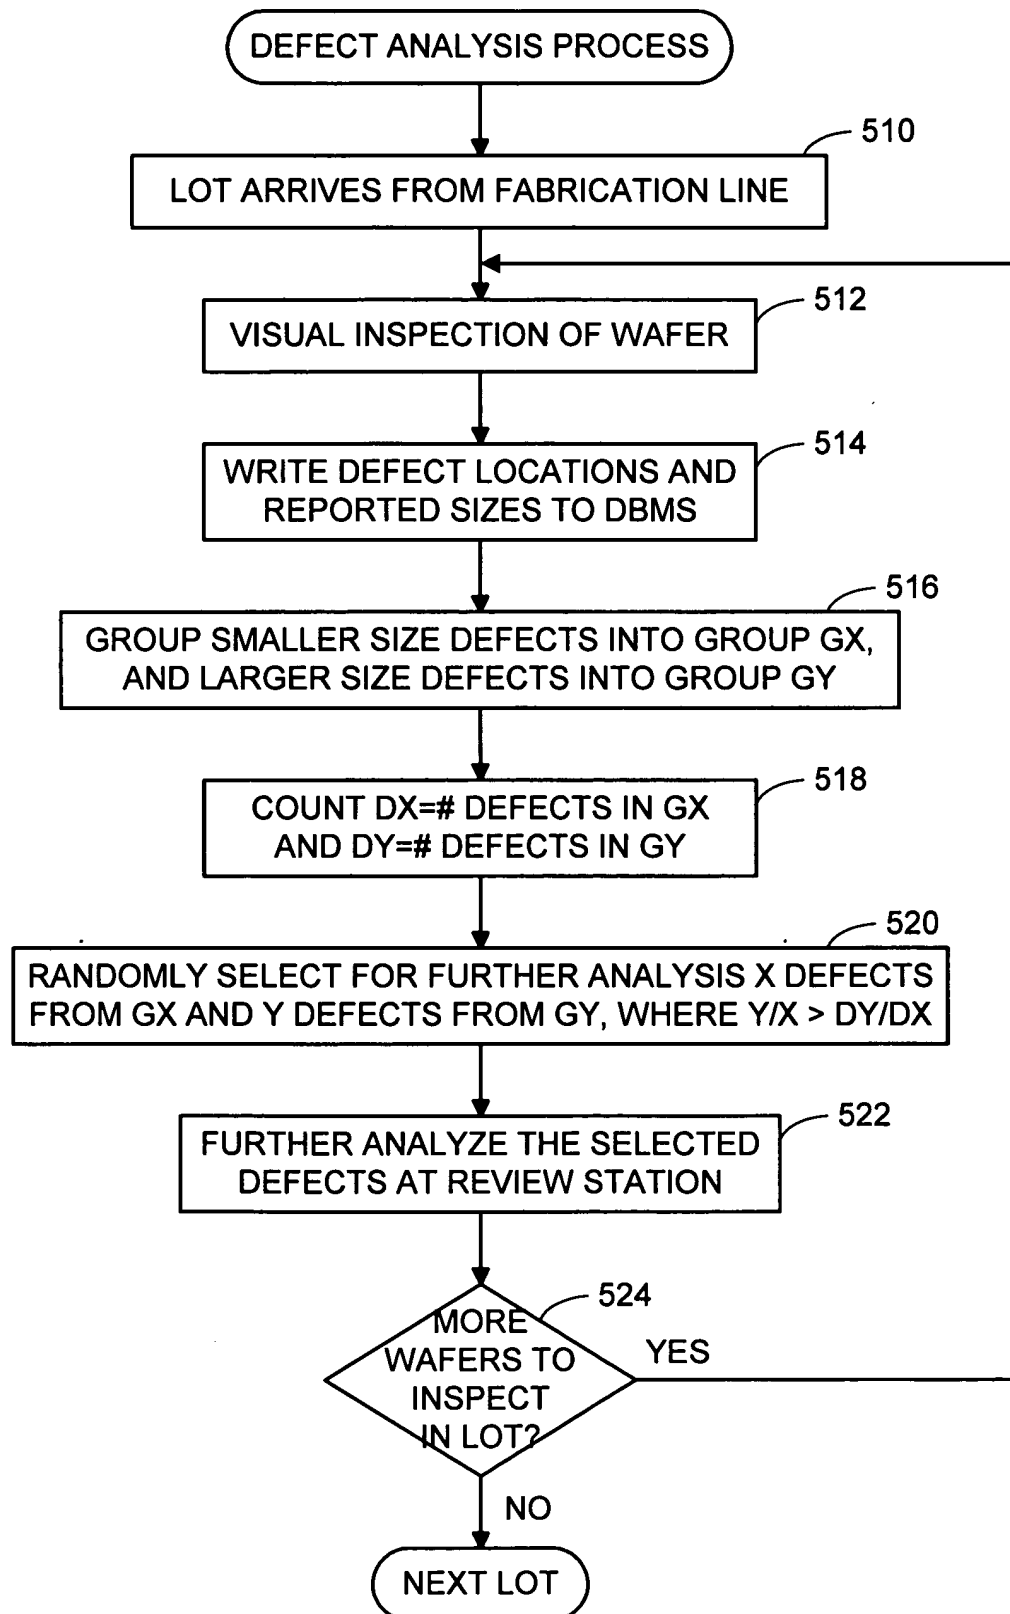 DEFECT ANALYSIS PROCESS
510
LOT ARRIVES FROM FABRICATION LINE
512
VISUAL INSPECTION OF WAFER
514
WRITE DEFECT LOCATIONS AND
REPORTED SIZES TO DBMS
516
GROUP SMALLER SIZE DEFECTS INTO GROUP GX,
AND LARGER SIZE DEFECTS INTO GROUP GY
518
COUNT DX=# DEFECTS IN GX
AND DY=# DEFECTS IN GY
520
RANDOMLY SELECT FOR FURTHER ANALYSIS X DEFECTS
FROM GX AND Y DEFECTS FROM GY, WHERE Y/X > DY/DX
522
FURTHER ANALYZE THE SELECTED
DEFECTS AT REVIEW STATION
524
MORE
WAFERS TO
INSPECT
IN LOT?
YES
NO
NEXT LOT